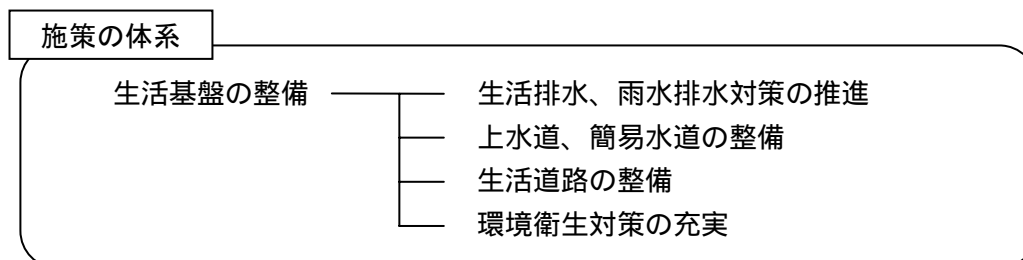 施策の体系
生活基盤の整備
生活排水、雨水排水対策の推進
上水道、簡易水道の整備
生活道路の整備
環境衛生対策の充実